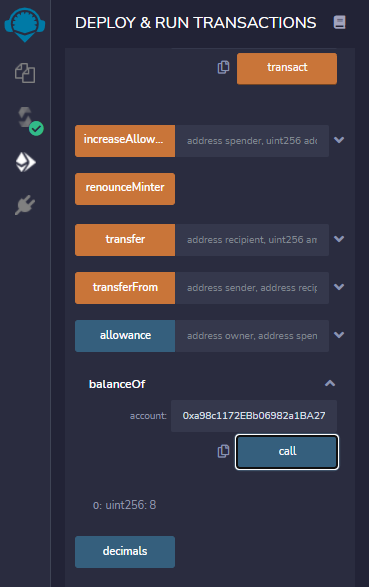 DEPLOY & RUN TRANSACTIONS
transact
increaseAllow... address spender, uint256 add
renounceMinter
transfer address recipient, uint256 am
transferFrom address sender, address recip
allowance address owner, address spen
balanceOf
account: 0xa98c1172EBb06982a1BA27
call
0: uint256: 8
decimals